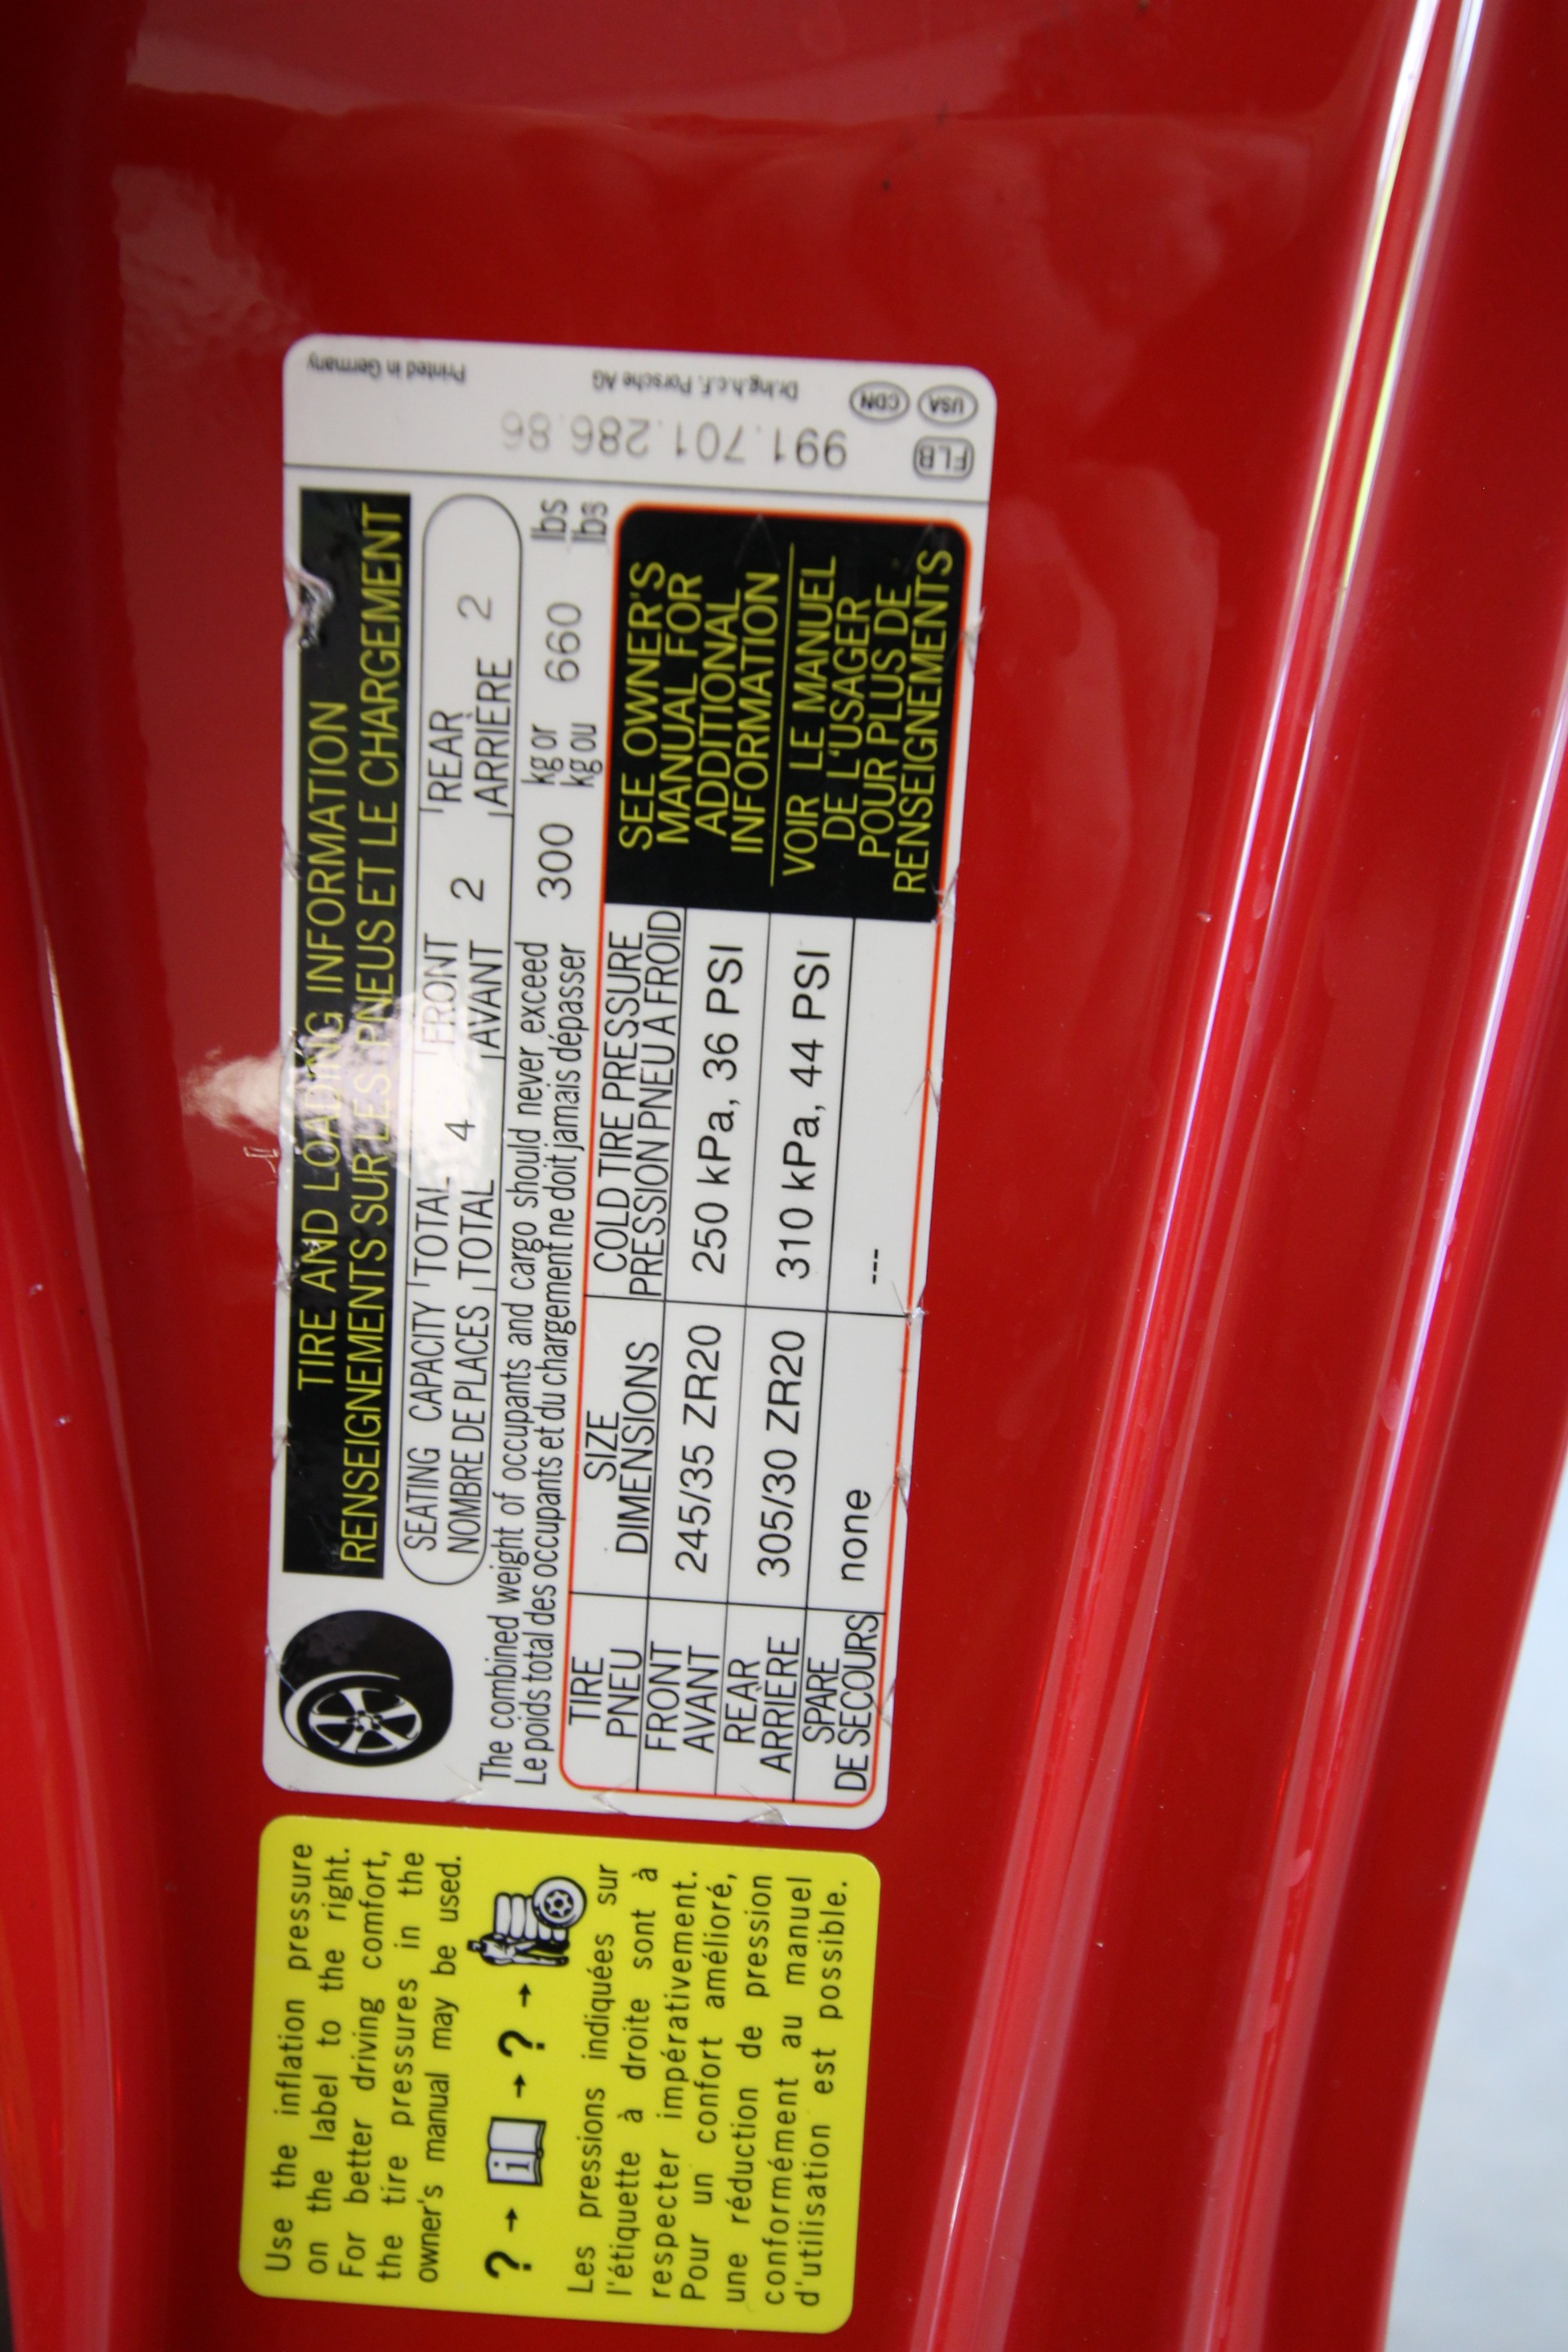 Use the inflation pressure
on the label to the right.
For better driving comfort,
the tire pressures in the
owner's manual may be used.
? → i → ? →
Les pressions indiquées sur
l'étiquette à droite sont à
respecter impérativement.
Pour un confort amélioré,
une réduction de pression
conformément au manuel
d'utilisation est possible.
TIRE AND LOADING INFORMATION
RENSEIGNEMENTS SUR LES PNEUS ET LE CHARGEMENT
SEATING CAPACITY TOTAL FRONT REAR
NOMBRE DE PLACES TOTAL 4 AVANT 2 ARRIÈRE 2
The combined weight of occupants and cargo should never exceed 300 kg or 660 lbs
Le poids total des occupants et du chargement ne doit jamais dépasser kg ou lbs
TIRE SIZE COLD TIRE PRESSURE
PNEU DIMENSIONS PRESSION PNEU A FROID
FRONT
AVANT 245/35 ZR20 250 kPa, 36 PSI
REAR
ARRIÈRE 305/30 ZR20 310 kPa, 44 PSI
SPARE
DE SECOURS none ---
SEE OWNER'S
MANUAL FOR
ADDITIONAL
INFORMATION
VOIR LE MANUEL
DE L'USAGER
POUR PLUS DE
RENSEIGNEMENTS
FLB 991.701.286.86
USA CDN Dr.Ing.h.c.F. Porsche AG Printed in Germany